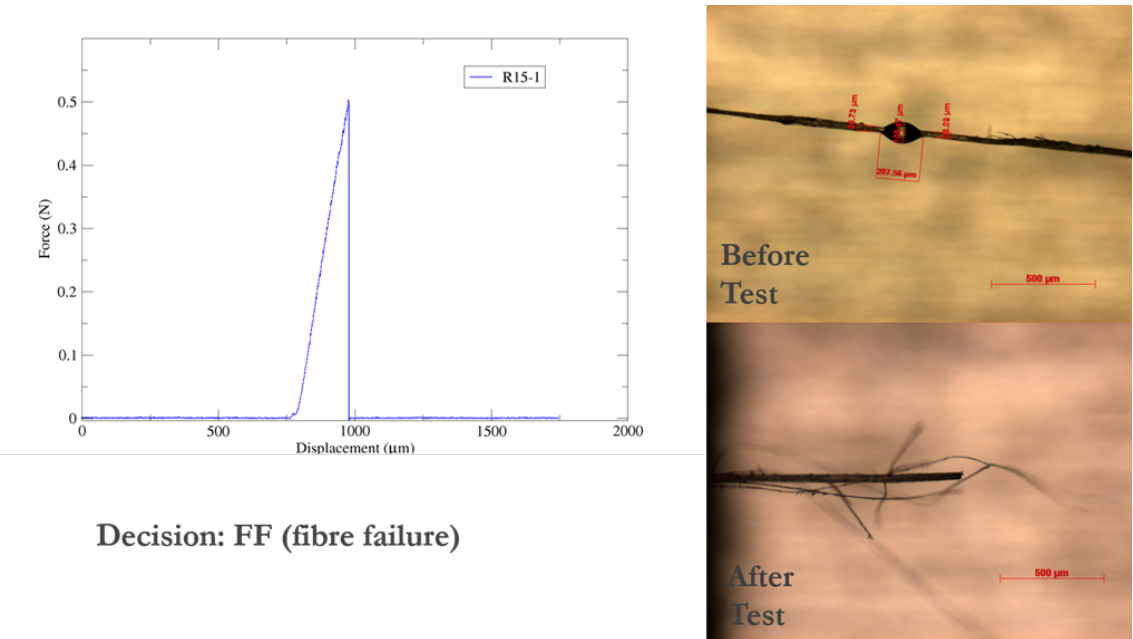 R15-1
0.5
0.4
0.3
0.2
0.1
0
Force (N)
0
500
1000
1500
2000
Displacement (μm)
Decision: FF (fibre failure)
207.56 μm
500 μm
Before
Test
500 μm
After
Test